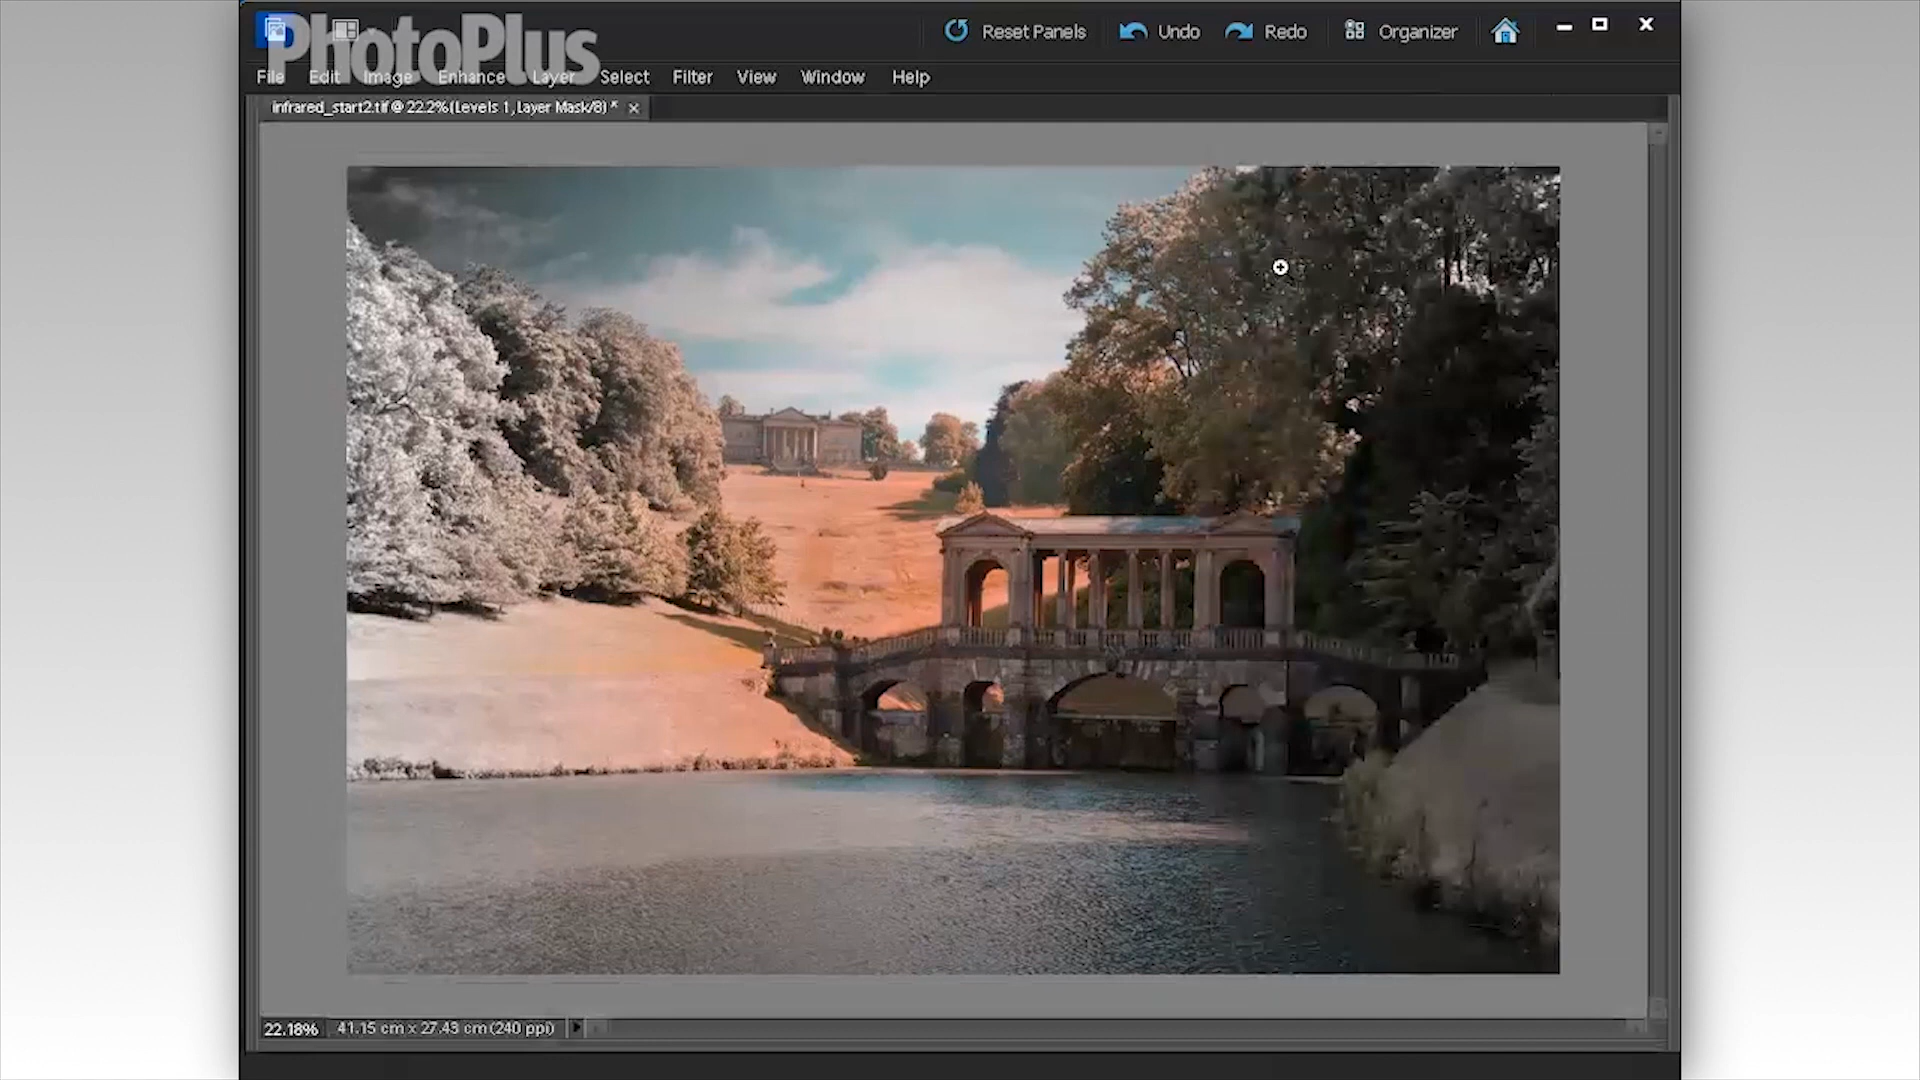 PhotoPlus
Reset Panels Undo Redo Organizer
File Edit Image Enhance Layer Select Filter View Window Help
infrared_start2.tif @ 22.2%(Levels 1, Layer Mask/8) *
22.18% 41.15 cm x 27.43 cm (240 ppi)